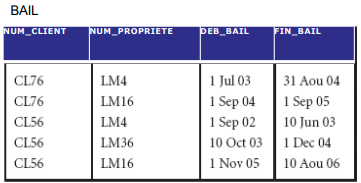 BAIL
NUM_CLIENT NUM_PROPRIETE DEB_BAIL FIN_BAIL
CL76 LM4 1 Jul 03 31 Aou 04
CL76 LM16 1 Sep 04 1 Sep 05
CL56 LM4 1 Sep 02 10 Jun 03
CL56 LM36 10 Oct 03 1 Dec 04
CL56 LM16 1 Nov 05 10 Aou 06